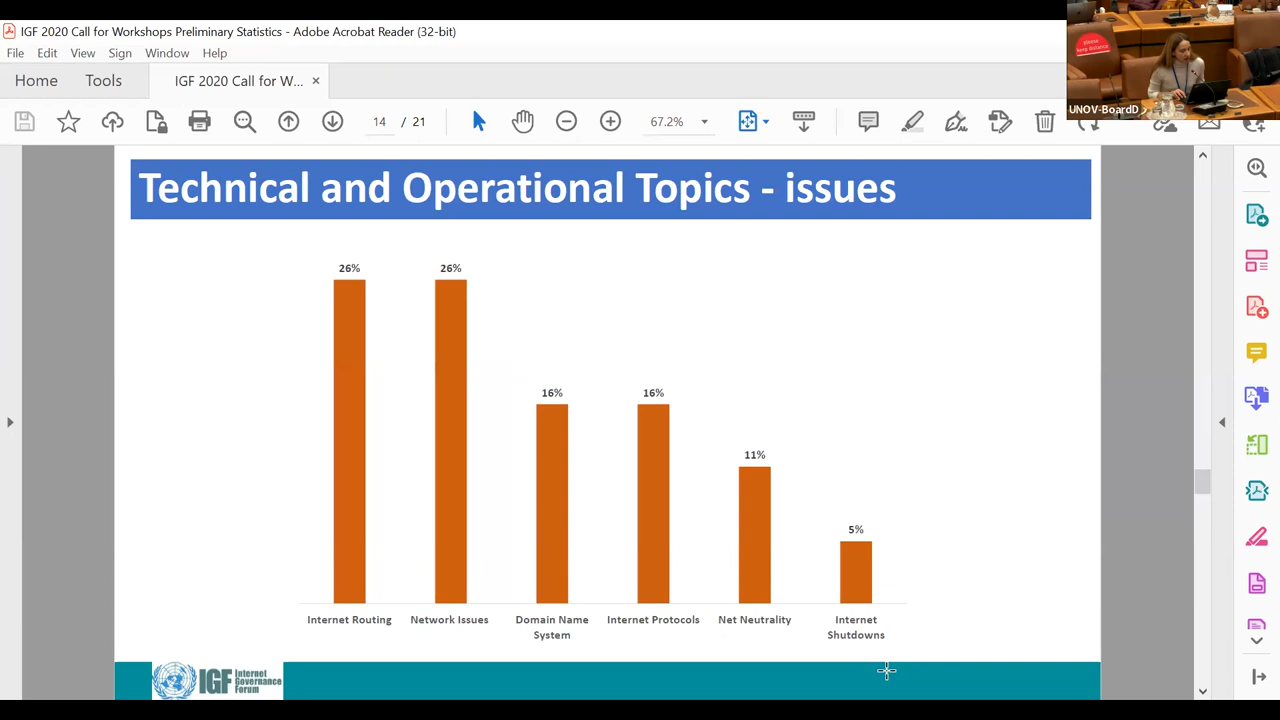 IGF 2020 Call for Workshops Preliminary Statistics - Adobe Acrobat Reader (32-bit)
File Edit View Sign Window Help
Home Tools IGF 2020 Call for W... ×
14 / 21 67.2%
please keep distance
UNOV-BoardD
Technical and Operational Topics - issues
26% 26%
16% 16%
11%
5%
Internet Routing Network Issues Domain Name Internet Protocols Net Neutrality Internet
System Shutdowns
IGF Internet
Governance
Forum